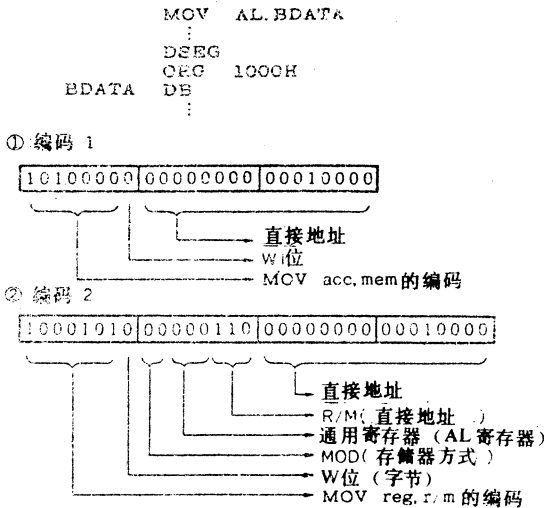 MOV AL, BDATA
⋮
DSEG
ORG 1000H
BDATA DB
⋮
① 编码 1
10100000 00000000 00010000
直接地址
W位
MOV acc, mem的编码
② 编码 2
10001010 00000110 00000000 00010000
直接地址
R/M( 直接地址 )
通用寄存器 (AL寄存器)
MOD( 存储器方式 )
W位 (字节)
MOV reg, r/m 的编码